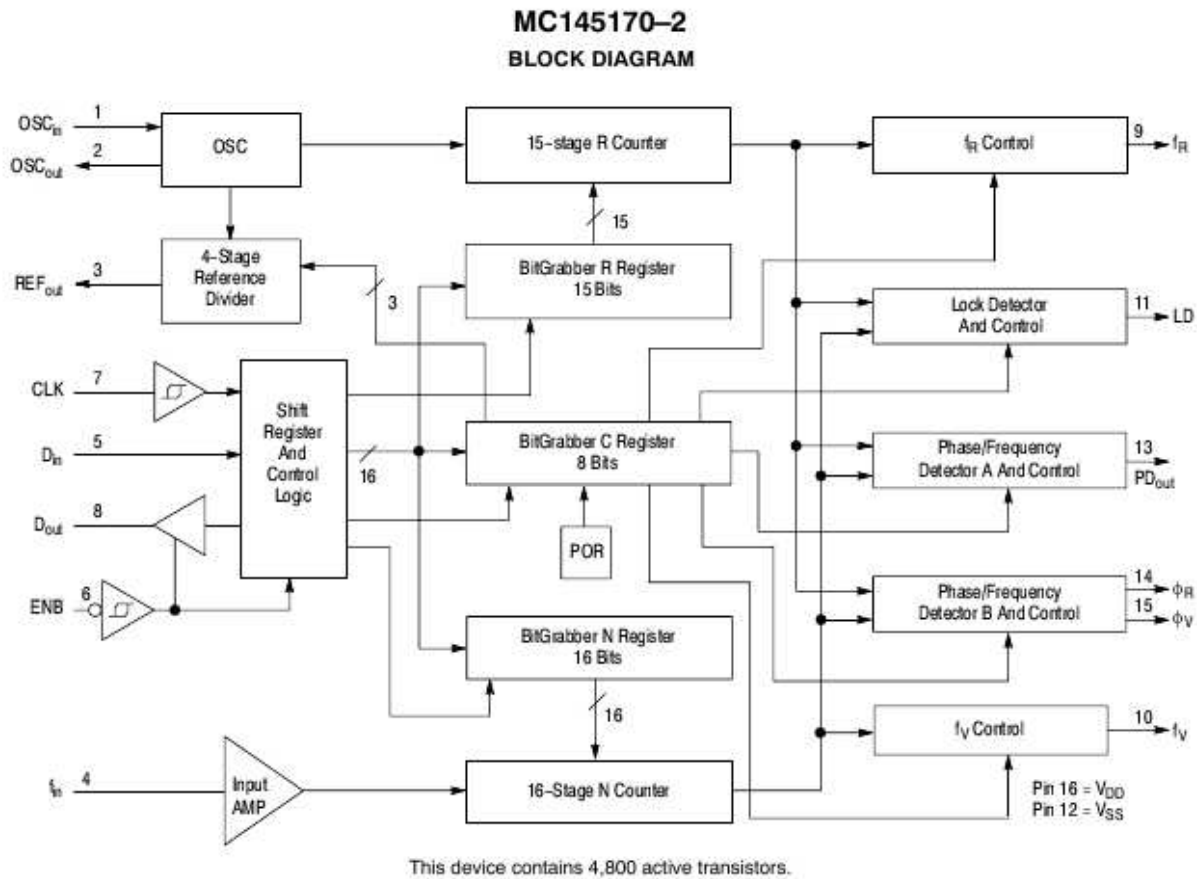 MC145170–2
BLOCK DIAGRAM
OSCin
1
OSCout
2
OSC
15–stage R Counter
fR Control
9
fR
15
REFout
3
4–Stage
Reference
Divider
3
BitGrabber R Register
15 Bits
Lock Detector
And Control
11
LD
CLK
7
Din
5
Dout
8
ENB
6
Shift
Register
And
Control
Logic
16
BitGrabber C Register
8 Bits
POR
Phase/Frequency
Detector A And Control
13
PDout
Phase/Frequency
Detector B And Control
14
ϕR
15
ϕV
BitGrabber N Register
16 Bits
16
fV Control
10
fV
fin
4
Input
AMP
16–Stage N Counter
Pin 16 = VDD
Pin 12 = VSS
This device contains 4,800 active transistors.